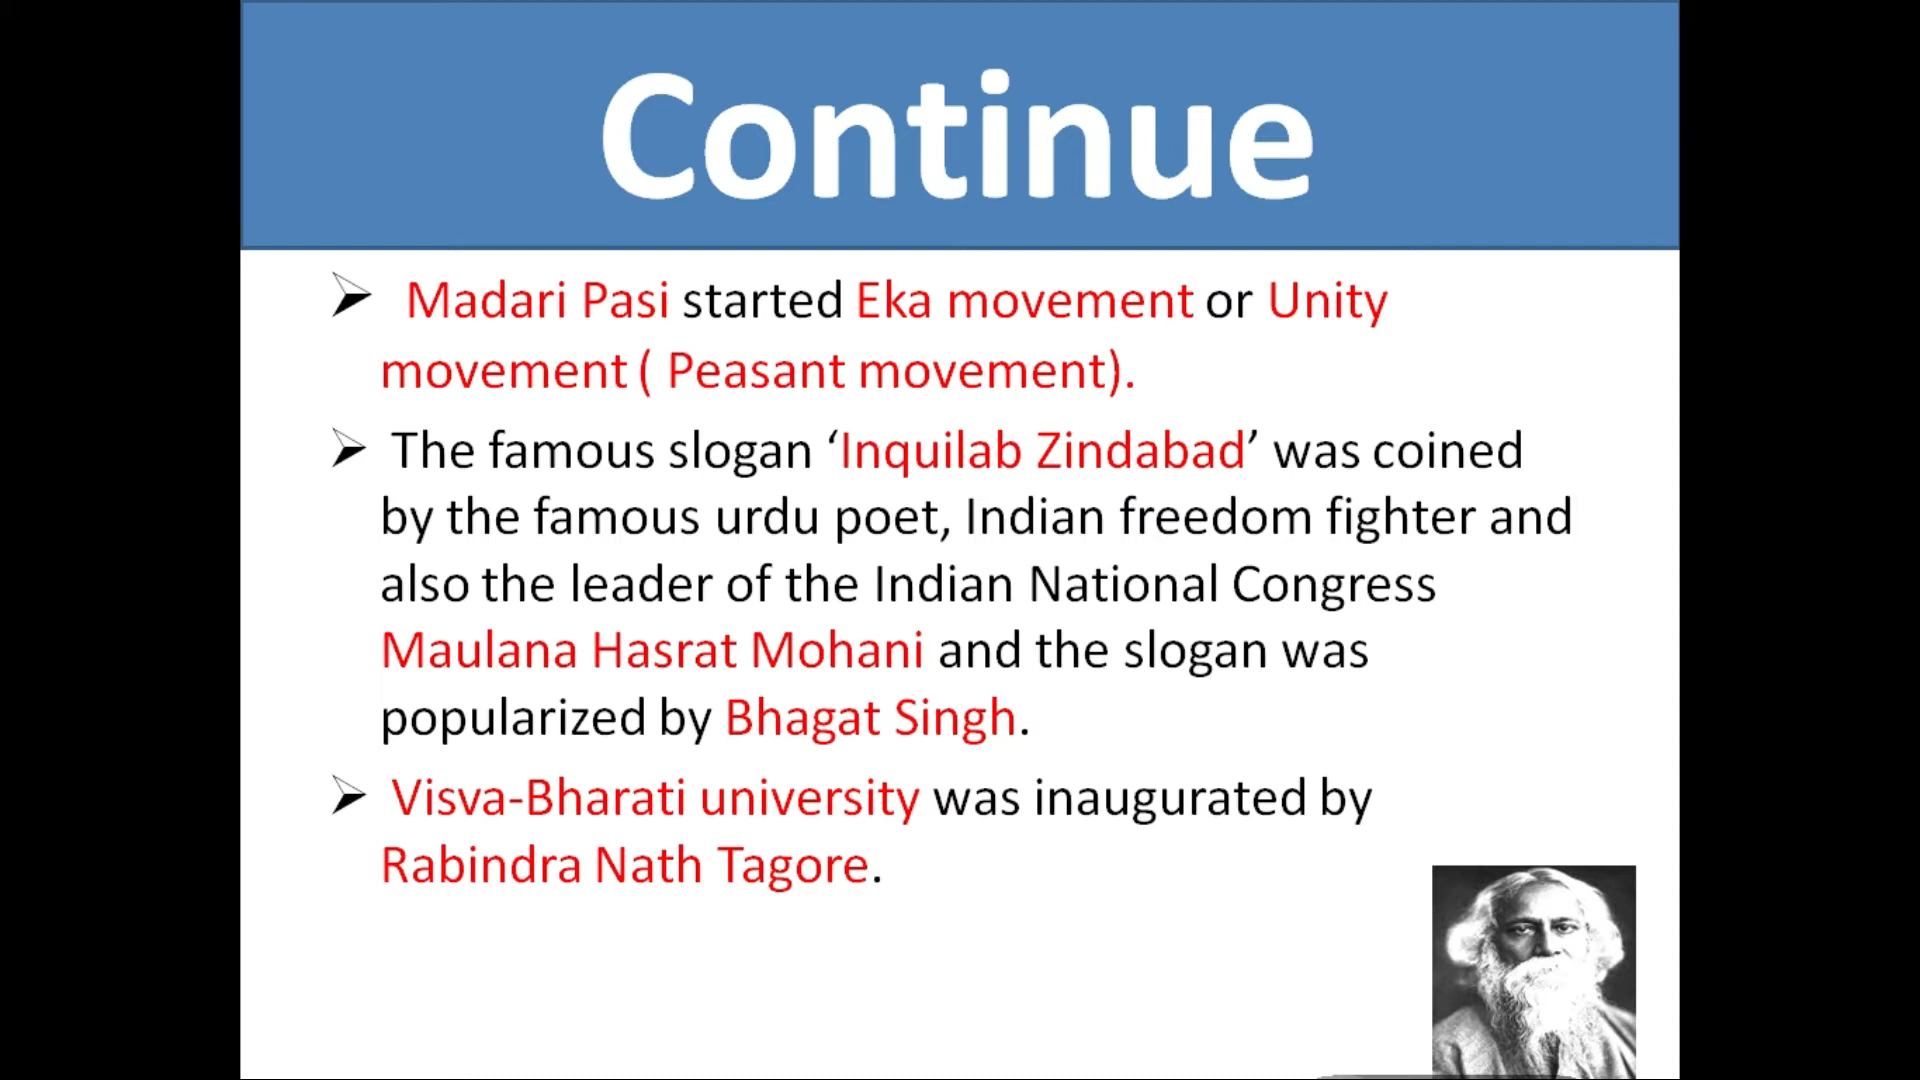 Continue
Madari Pasi started Eka movement or Unity
movement ( Peasant movement).
The famous slogan ‘Inquilab Zindabad’ was coined
by the famous urdu poet, Indian freedom fighter and
also the leader of the Indian National Congress
Maulana Hasrat Mohani and the slogan was
popularized by Bhagat Singh.
Visva-Bharati university was inaugurated by
Rabindra Nath Tagore.